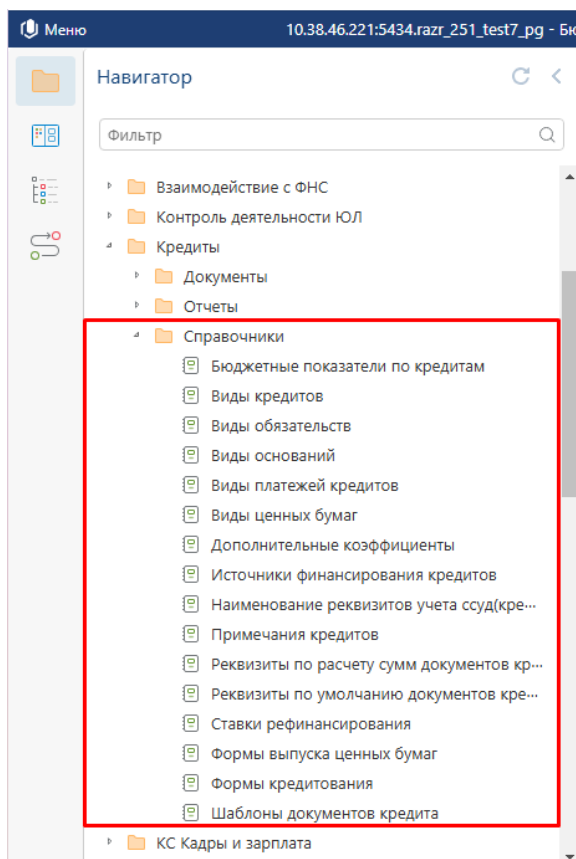 Меню 10.38.46.221:5434.razr_251_test7_pg - Бю
Навигатор
Фильтр
Взаимодействие с ФНС
Контроль деятельности ЮЛ
Кредиты
Документы
Отчеты
Справочники
Бюджетные показатели по кредитам
Виды кредитов
Виды обязательств
Виды оснований
Виды платежей кредитов
Виды ценных бумаг
Дополнительные коэффициенты
Источники финансирования кредитов
Наименование реквизитов учета ссуд(кре...
Примечания кредитов
Реквизиты по расчету сумм документов кр...
Реквизиты по умолчанию документов кре...
Ставки рефинансирования
Формы выпуска ценных бумаг
Формы кредитования
Шаблоны документов кредита
КС Кадры и зарплата